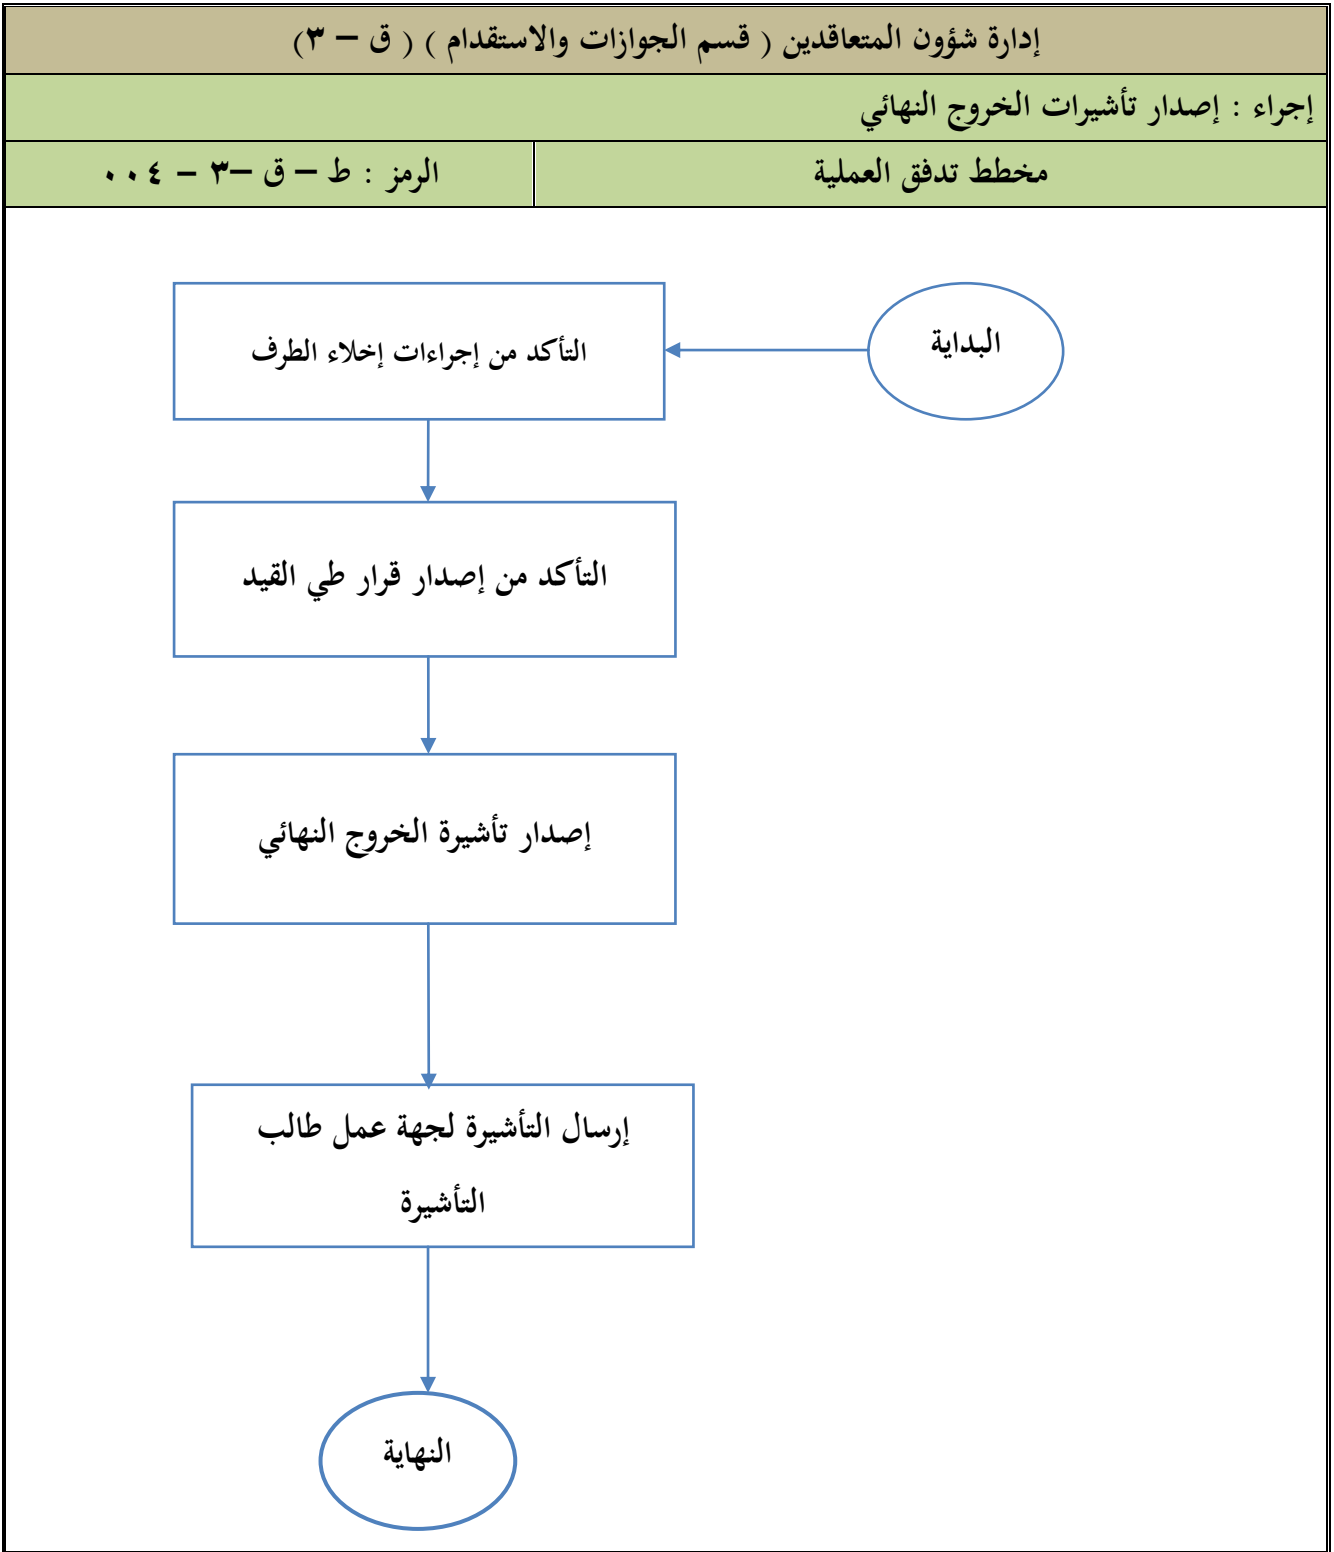 إدارة شؤون المتعاقدين ( قسم الجوازات والاستقدام ) ( ق – ٣)
إجراء : إصدار تأشيرات الخروج النهائي
مخطط تدفق العملية
الرمز : ط – ق –٣ – ٠٠٤
البداية
التأكد من إجراءات إخلاء الطرف
التأكد من إصدار قرار طي القيد
إصدار تأشيرة الخروج النهائي
إرسال التأشيرة لجهة عمل طالب
التأشيرة
النهاية